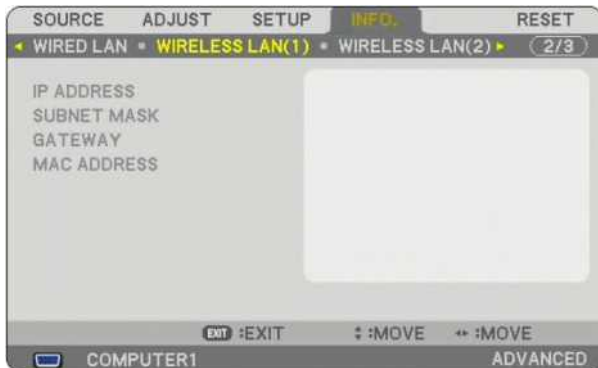 SOURCE ADJUST SETUP INFO. RESET
WIRED LAN • WIRELESS LAN(1) • WIRELESS LAN(2) 2/3
IP ADDRESS
SUBNET MASK
GATEWAY
MAC ADDRESS
EXIT :EXIT :MOVE :MOVE
COMPUTER1 ADVANCED